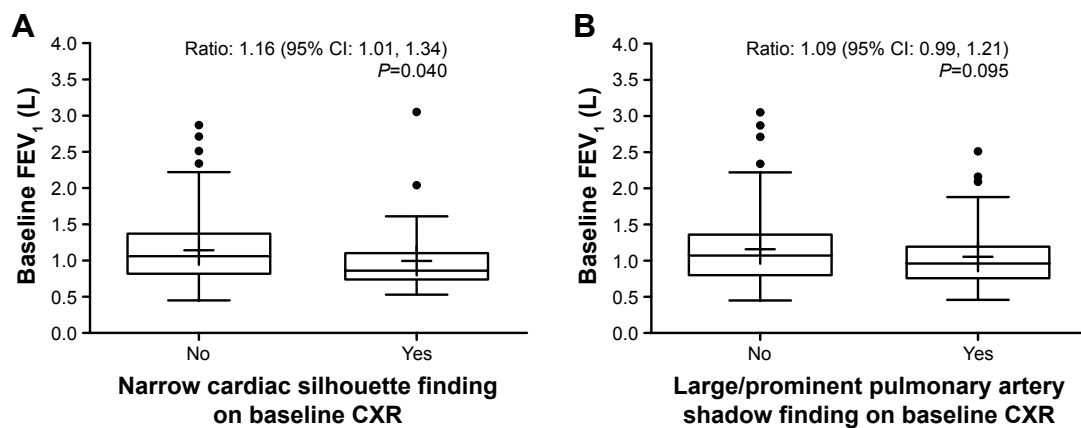 A
Ratio: 1.16 (95% CI: 1.01, 1.34)
P=0.040
Baseline FEV₁ (L)
4.0
3.5
3.0
2.5
2.0
1.5
1.0
0.5
0.0
No
Yes
Narrow cardiac silhouette finding
on baseline CXR
B
Ratio: 1.09 (95% CI: 0.99, 1.21)
P=0.095
Baseline FEV₁ (L)
4.0
3.5
3.0
2.5
2.0
1.5
1.0
0.5
0.0
No
Yes
Large/prominent pulmonary artery
shadow finding on baseline CXR